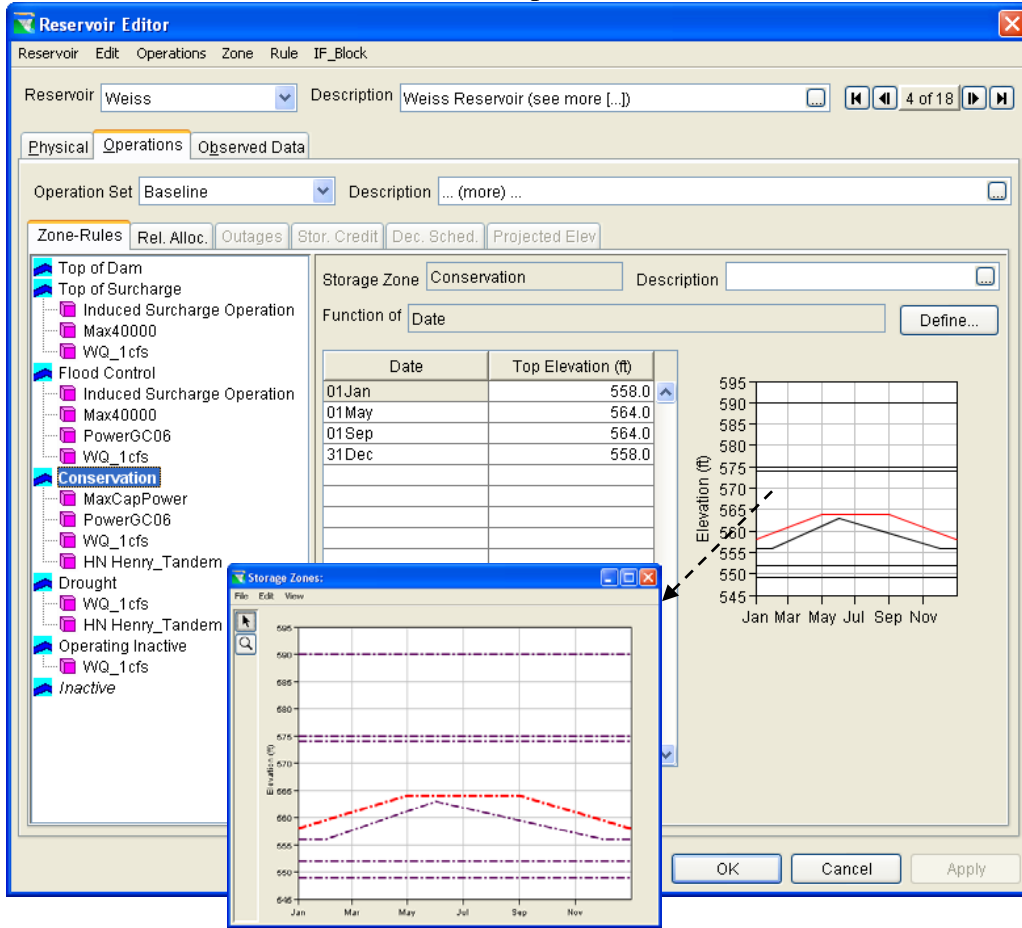 Reservoir Editor
Reservoir Edit Operations Zone Rule IF_Block
Reservoir Weiss Description Weiss Reservoir (see more [...]) ... 4 of 18
Physical Operations Observed Data
Operation Set Baseline Description ... (more) ... ...
Zone-Rules Rel. Alloc. Outages Stor. Credit Dec. Sched. Projected Elev
Top of Dam
Top of Surcharge
Induced Surcharge Operation
Max40000
WQ_1cfs
Flood Control
Induced Surcharge Operation
Max40000
PowerGC06
WQ_1cfs
Conservation
MaxCapPower
PowerGC06
WQ_1cfs
HN Henry_Tandem
Drought
WQ_1cfs
HN Henry_Tandem
Operating Inactive
WQ_1cfs
Inactive
Storage Zone Conservation Description ...
Function of Date Define...
Date Top Elevation (ft)
01Jan 558.0
01May 564.0
01Sep 564.0
31Dec 558.0
595
590
585
580
575
570
565
560
555
550
545
Elevation (ft)
Jan Mar May Jul Sep Nov
Storage Zones:
File Edit View
595
590
585
580
575
570
565
560
555
550
545
Elevation (ft)
Jan Mar May Jul Sep Nov
OK Cancel Apply